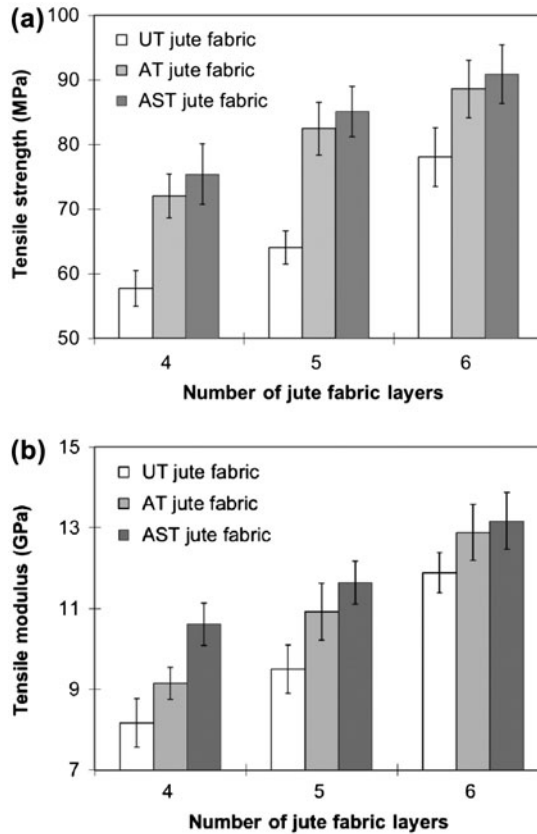 (a)
100
90
80
70
60
50
Tensile strength (MPa)
UT jute fabric
AT jute fabric
AST jute fabric
4 5 6
Number of jute fabric layers
(b)
15
13
11
9
7
Tensile modulus (GPa)
UT jute fabric
AT jute fabric
AST jute fabric
4 5 6
Number of jute fabric layers